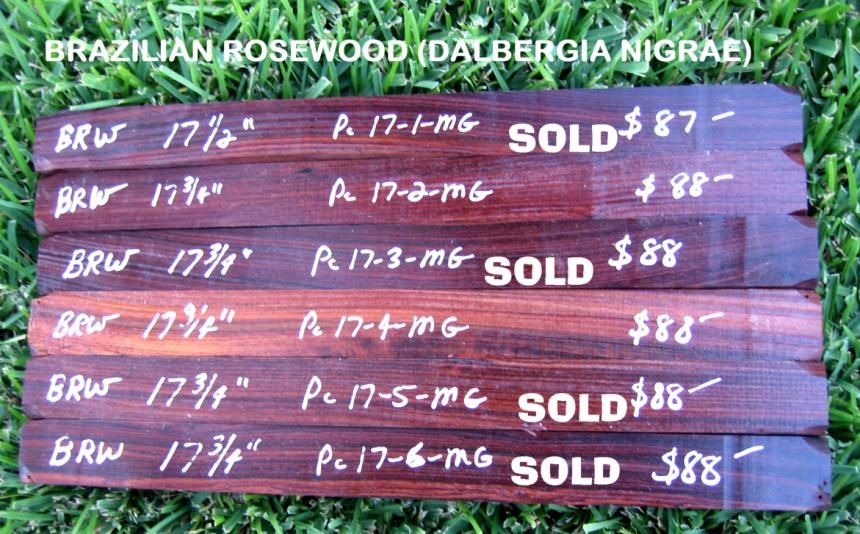 BRAZILIAN ROSEWOOD (DALBERGIA NIGRAE)
BRW 17 1/2" Pc 17-1-MG SOLD $87-
BRW 17 3/4" Pc 17-2-MG $88-
BRW 17 3/4" Pc 17-3-MG SOLD $88
BRW 17 3/4" Pc 17-4-MG $88-
BRW 17 3/4" Pc 17-5-MG SOLD $88-
BRW 17 3/4" Pc 17-6-MG SOLD $88-